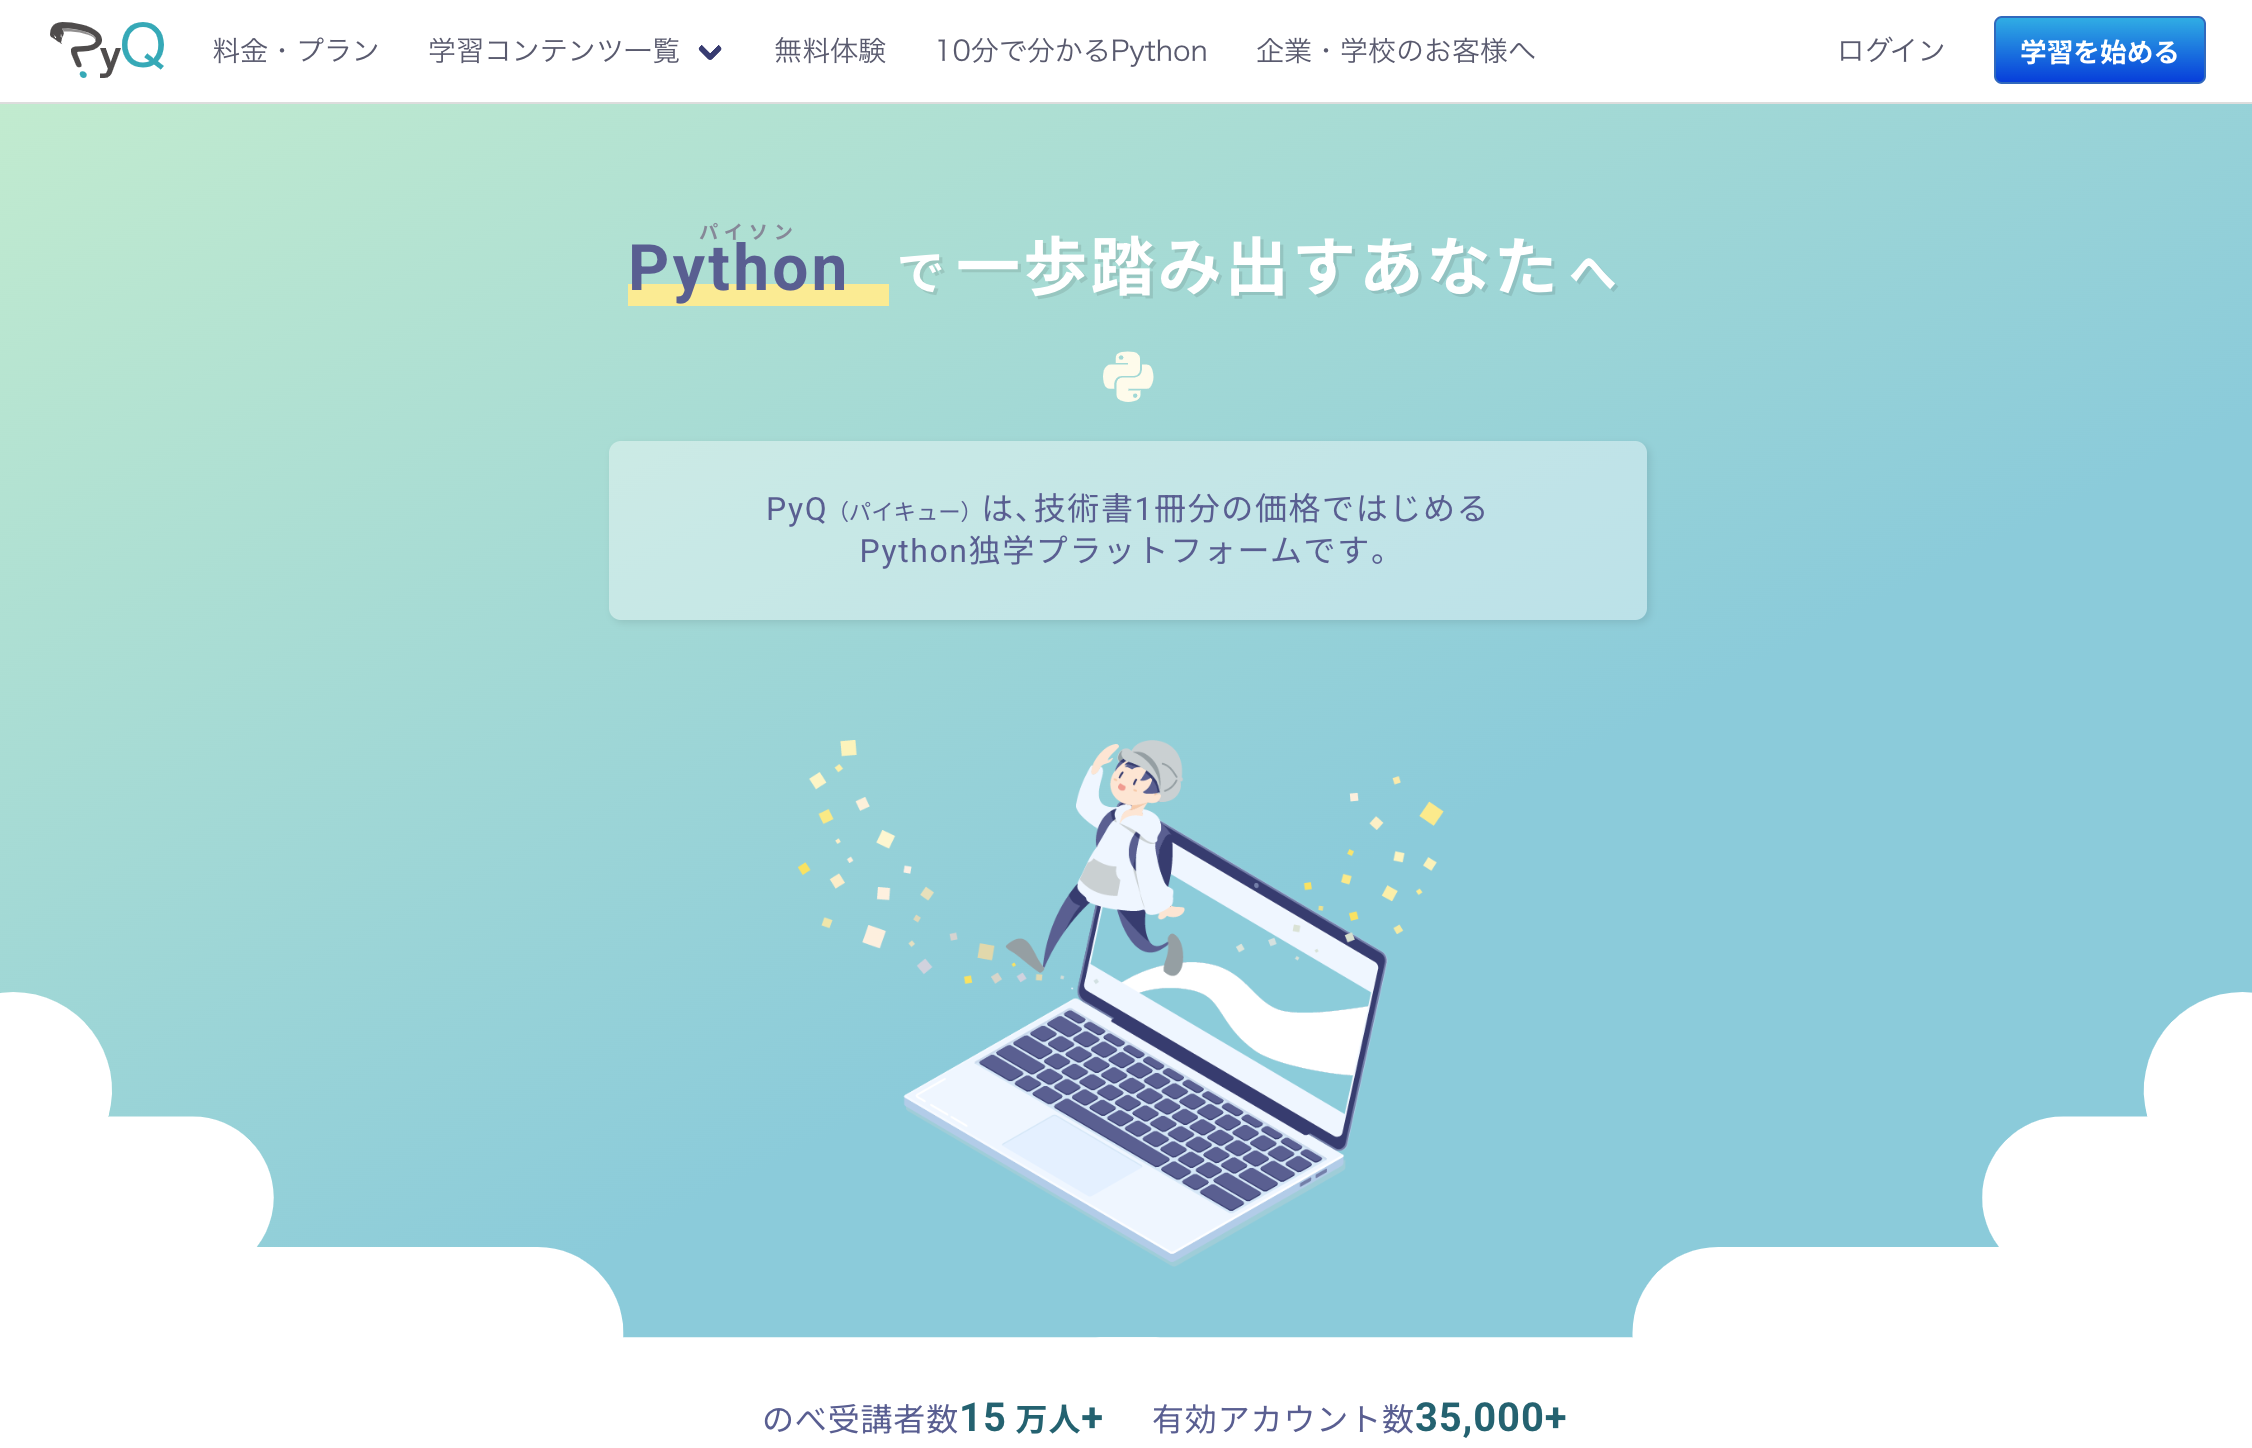 PyQ
料金・プラン
学習コンテンツ一覧
無料体験
10分で分かるPython
企業・学校のお客様へ
ログイン
学習を始める
パイソン
Python で 一歩踏み出すあなた へ
PyQ（パイキュー）は、技術書1冊分の価格ではじめる
Python独学プラットフォームです。
のべ受講者数15 万人+
有効アカウント数35,000+